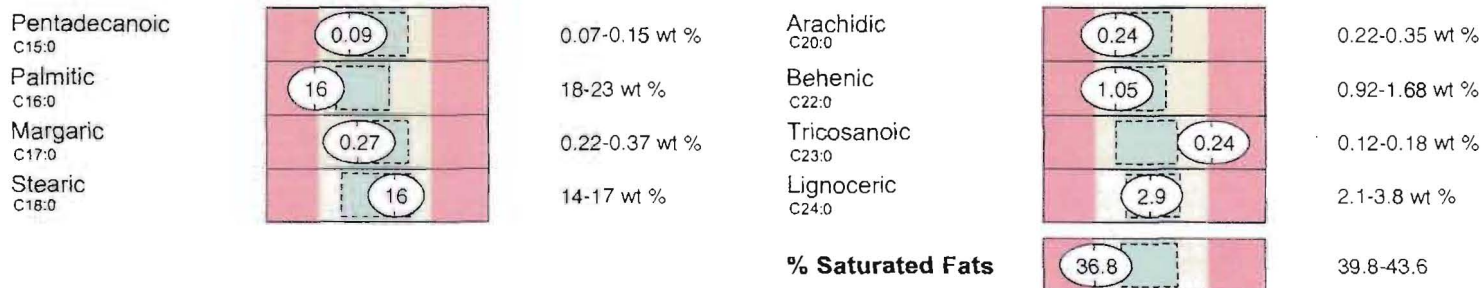 Pentadecanoic
C15:0
0.09
0.07-0.15 wt %
Palmitic
C16:0
16
18-23 wt %
Margaric
C17:0
0.27
0.22-0.37 wt %
Stearic
C18:0
16
14-17 wt %
Arachidic
C20:0
0.24
0.22-0.35 wt %
Behenic
C22:0
1.05
0.92-1.68 wt %
Tricosanoic
C23:0
0.24
0.12-0.18 wt %
Lignoceric
C24:0
2.9
2.1-3.8 wt %
% Saturated Fats
36.8
39.8-43.6